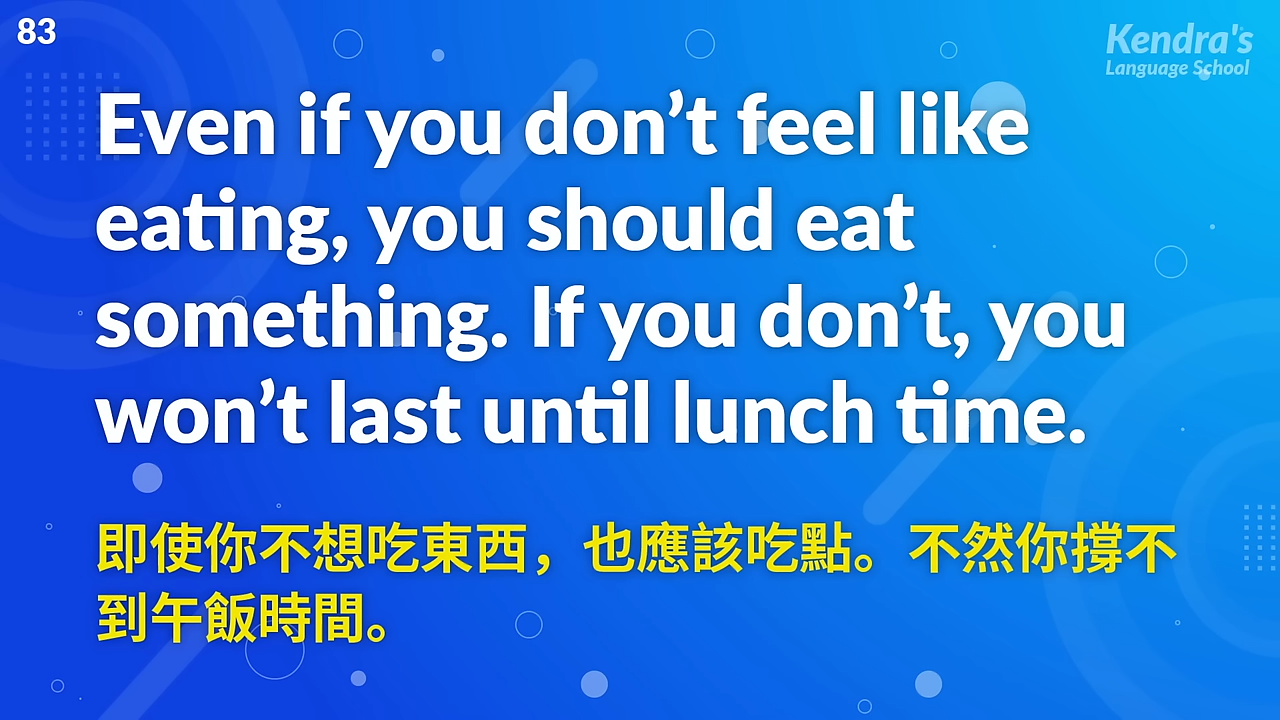 83
Kendra's
Language School
Even if you don’t feel like
eating, you should eat
something. If you don’t, you
won’t last until lunch time.
即使你不想吃東西，也應該吃點。不然你撐不
到午飯時間。